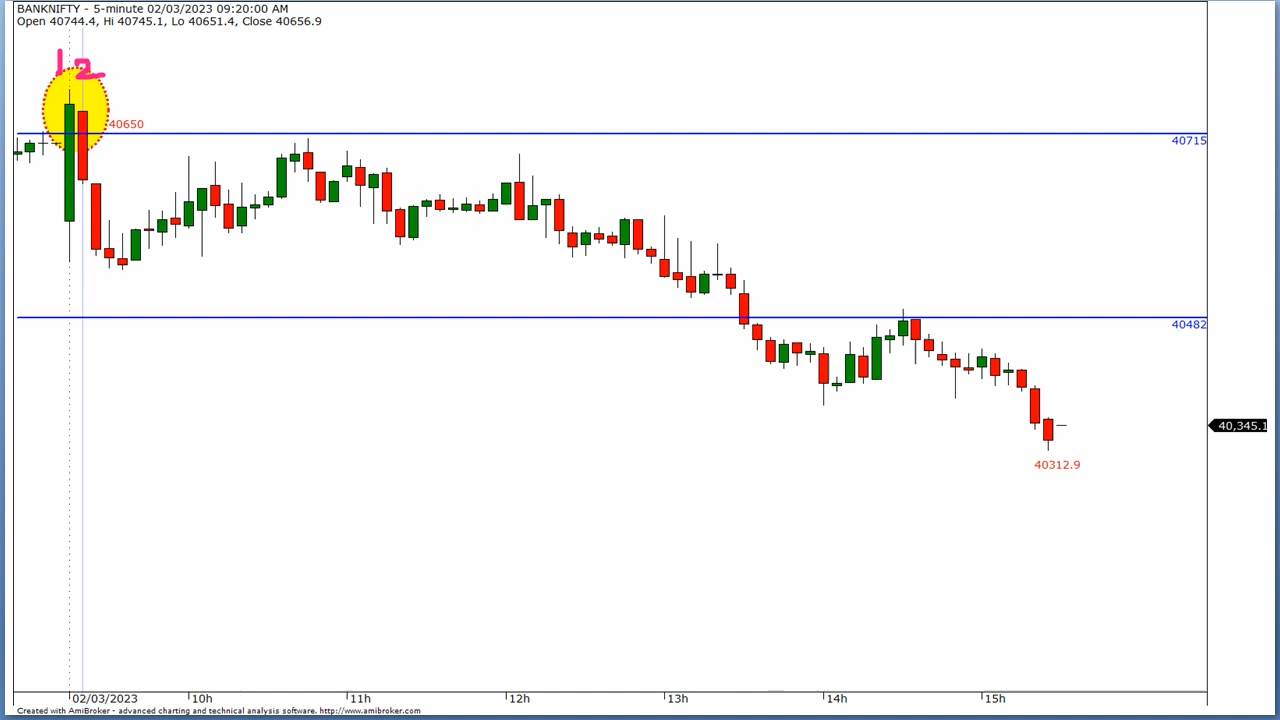 BANKNIFTY - 5-minute 02/03/2023 09:20:00 AM
Open 40744.4, Hi 40745.1, Lo 40651.4, Close 40656.9
1 2
40650
40715
40482
40,345.1
40312.9
02/03/2023 10h 11h 12h 13h 14h 15h
Created with AmiBroker - advanced charting and technical analysis software. http://www.amibroker.com